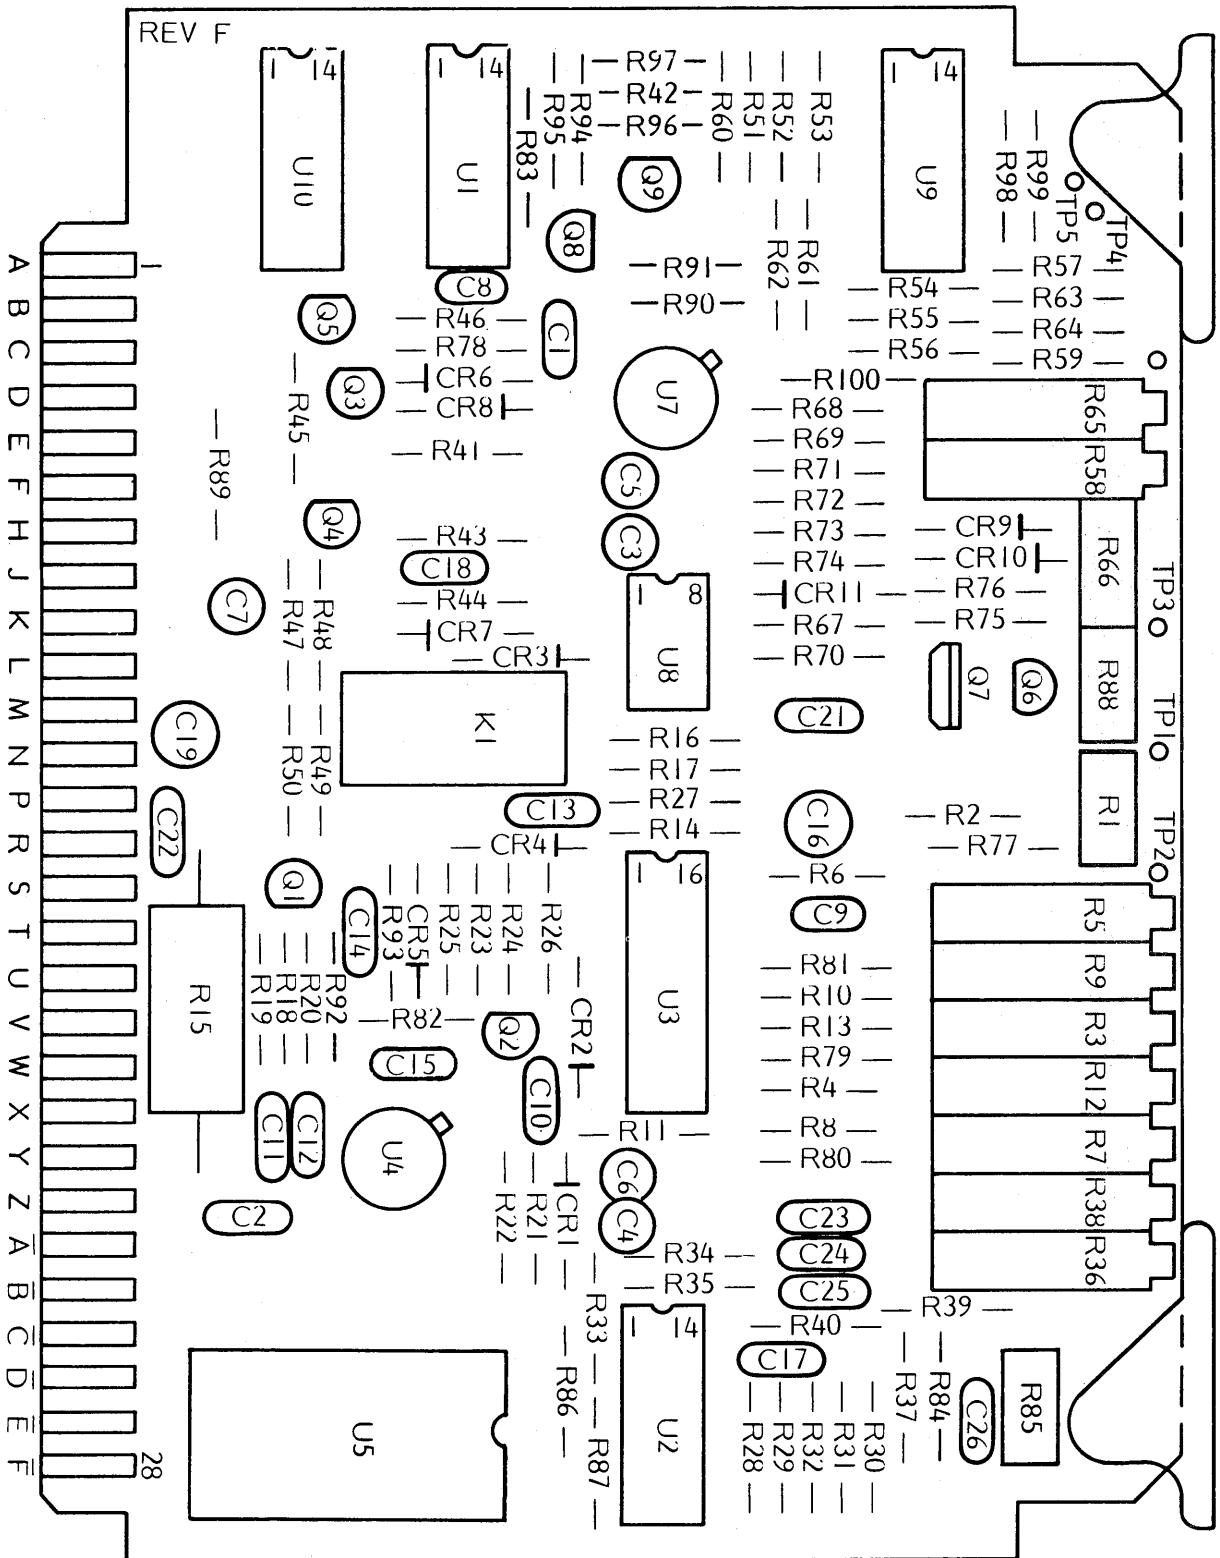 REV F
1 14
U10
1 14
U1
R95
R94
R83
R97
R42
R96
R60
R51
R52
R53
1 14
U9
R99
R98
TP5
TP4
Q9
Q8
R91
R90
R62
R61
R57
R63
R64
R59
R54
R55
R56
A
B
C
D
E
F
H
J
K
L
M
N
P
R
S
T
U
V
W
X
Y
Z
A̅
B̅
C̅
D̅
E̅
F̅
1
28
C8
Q5
R46
R78
C1
CR6
CR8
Q3
R45
R41
R89
U7
R100
R68
R69
R71
R72
R73
R74
CR11
R67
R70
R65
R58
C5
C3
Q4
R43
C18
R44
CR7
CR3
C7
R47
R48
1 8
U8
CR9
CR10
R76
R75
R66
TP3
R88
Q7
Q6
C21
C19
R50
R49
K1
R16
R17
R27
R14
C13
CR4
C16
R2
R77
R1
TP1
TP2
C22
Q1
C14
R93
CR5
R25
R23
R24
R26
1 16
U3
R6
C9
R5
R9
R3
R12
R7
R38
R36
R81
R10
R13
R79
R4
R8
R80
R15
R19
R18
R20
R92
R82
C15
Q2
CR2
C10
R11
C11
C12
U4
C2
R22
R21
CR1
C6
C4
R34
R35
C23
C24
C25
R39
R40
C17
R33
R86
R87
1 14
U2
U5
R28
R29
R32
R31
R30
R37
R84
C26
R85